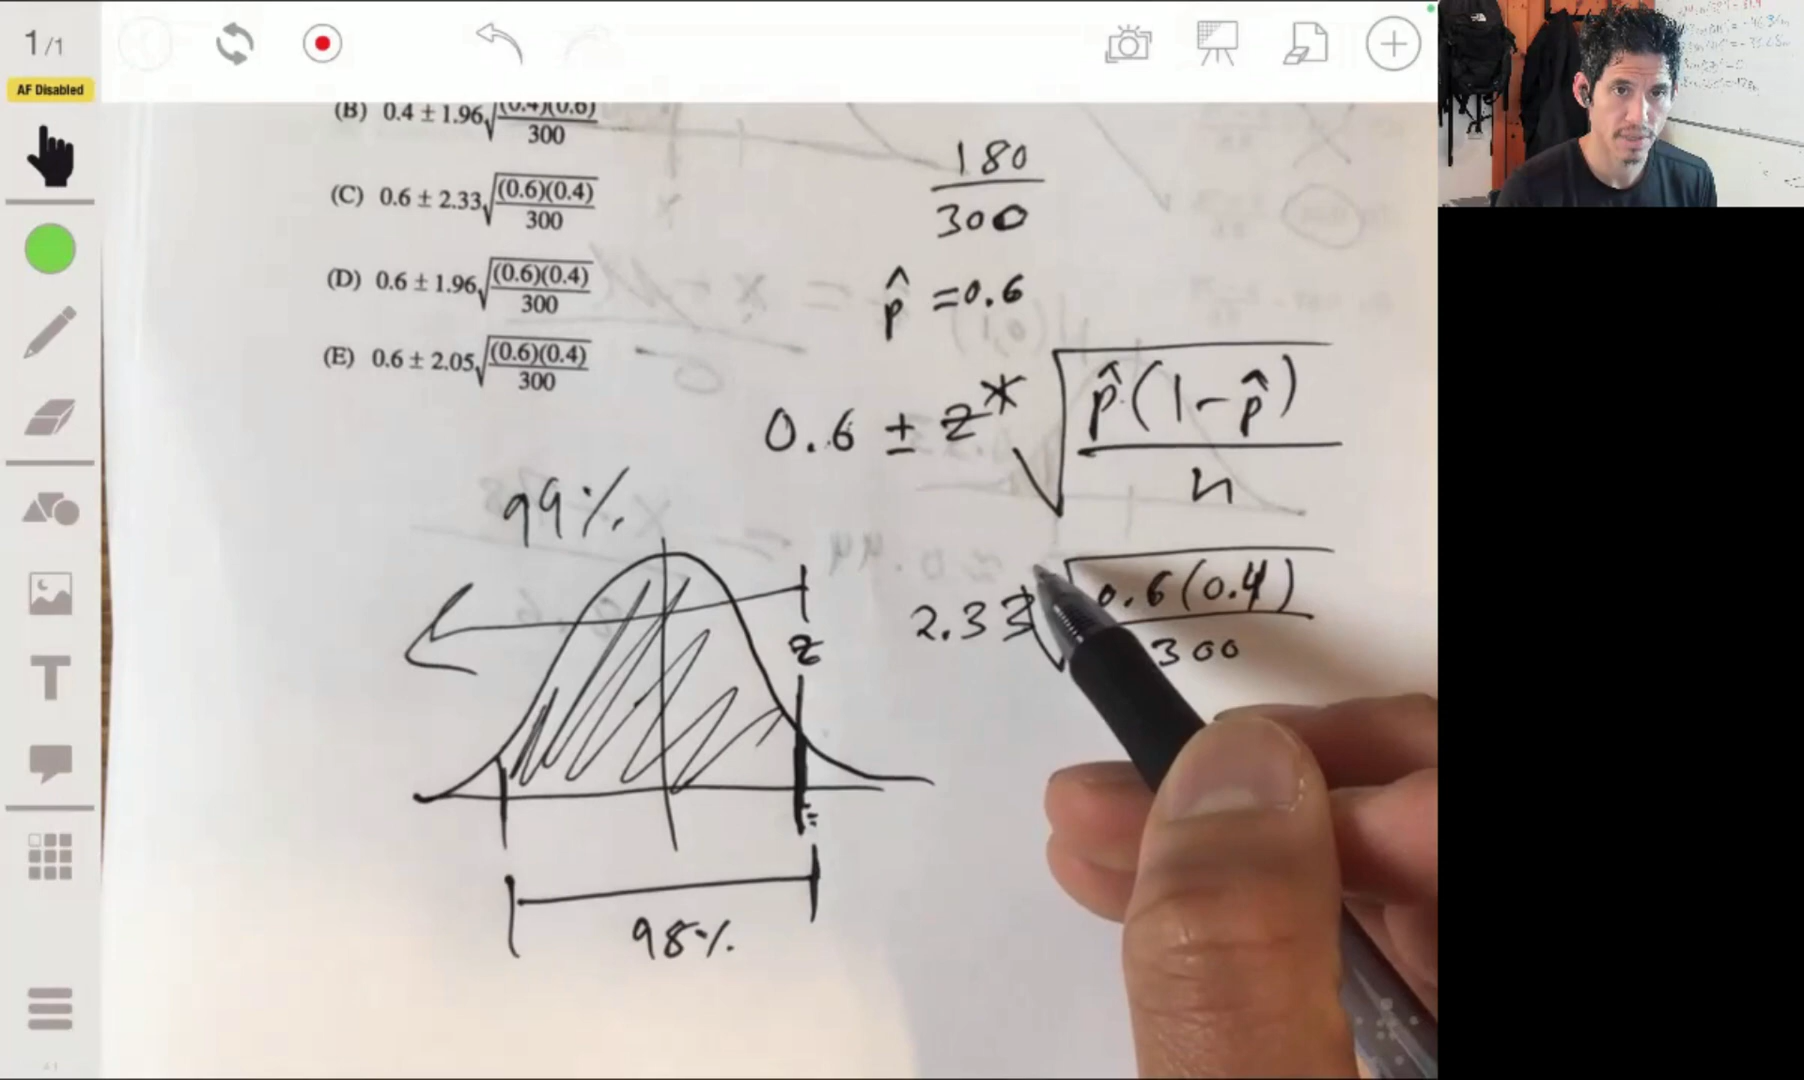 1/1
AF Disabled
(B) 0.4 ± 1.96√((0.4)(0.6)/300)
(C) 0.6 ± 2.33√((0.6)(0.4)/300)
(D) 0.6 ± 1.96√((0.6)(0.4)/300)
(E) 0.6 ± 2.05√((0.6)(0.4)/300)
180/300
p̂ = 0.6
0.6 ± z* √(p̂(1-p̂)/n)
2.33√(0.6(0.4)/300)
99%
z
98%
T